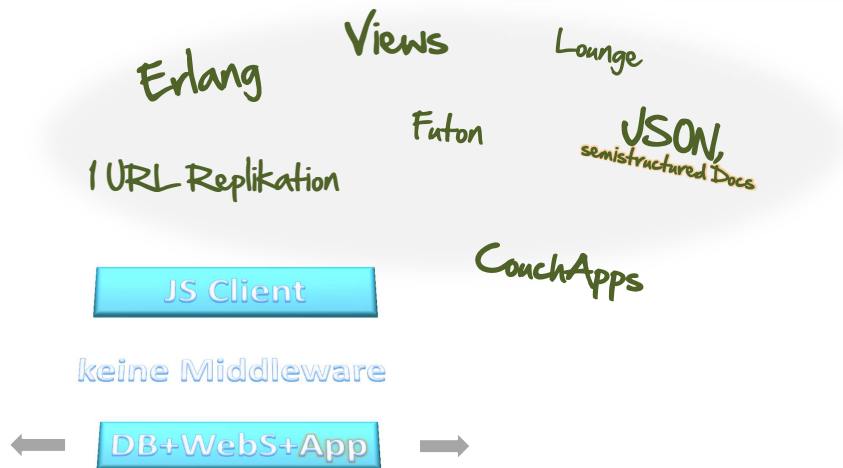 Views
Lounge
Erlang
Futon
JSON,
semistructured Docs
1 URL Replikation
CouchApps
JS Client
keine Middleware
DB+WebS+App